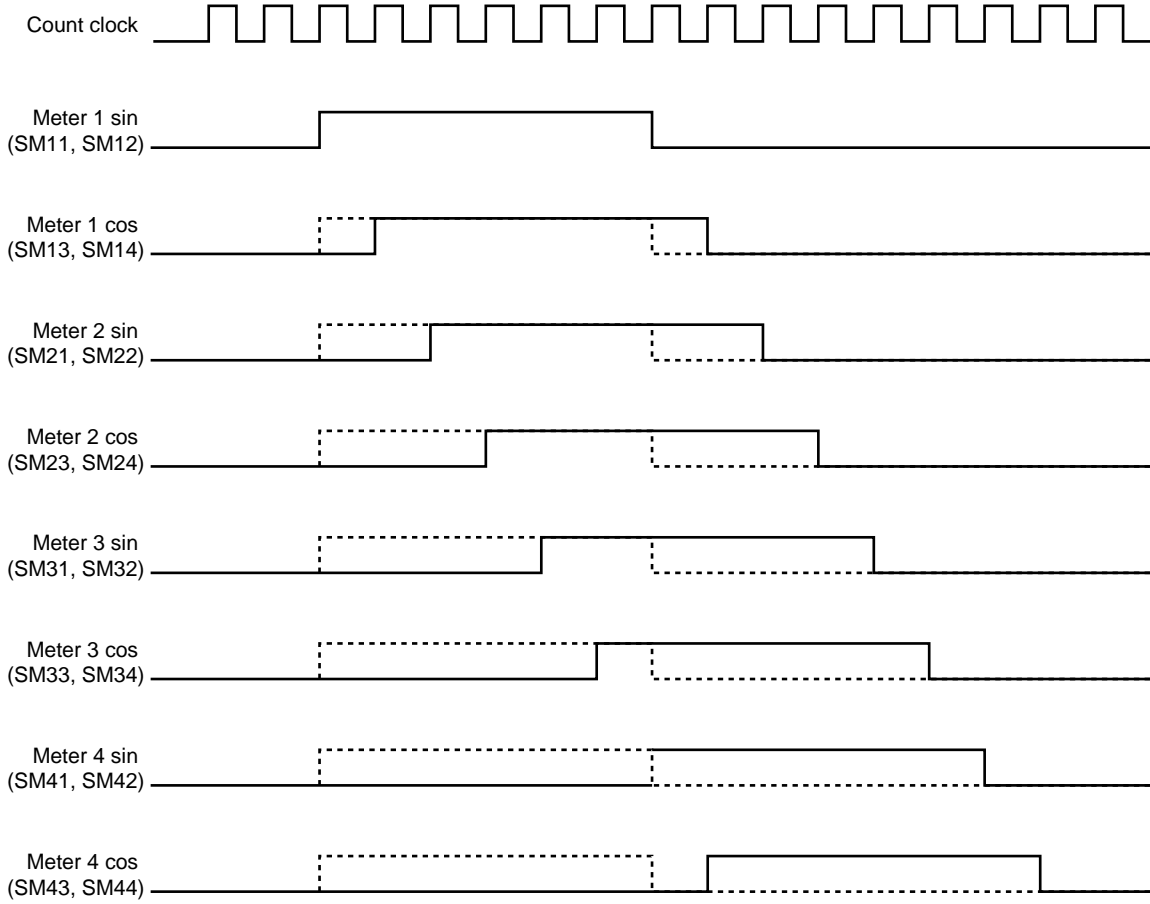 Count clock
Meter 1 sin
(SM11, SM12)
Meter 1 cos
(SM13, SM14)
Meter 2 sin
(SM21, SM22)
Meter 2 cos
(SM23, SM24)
Meter 3 sin
(SM31, SM32)
Meter 3 cos
(SM33, SM34)
Meter 4 sin
(SM41, SM42)
Meter 4 cos
(SM43, SM44)